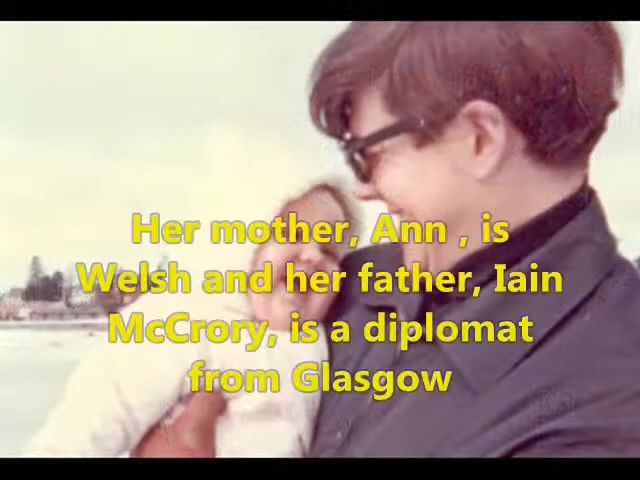 Her mother, Ann , is
Welsh and her father, Iain
McCrory, is a diplomat
from Glasgow